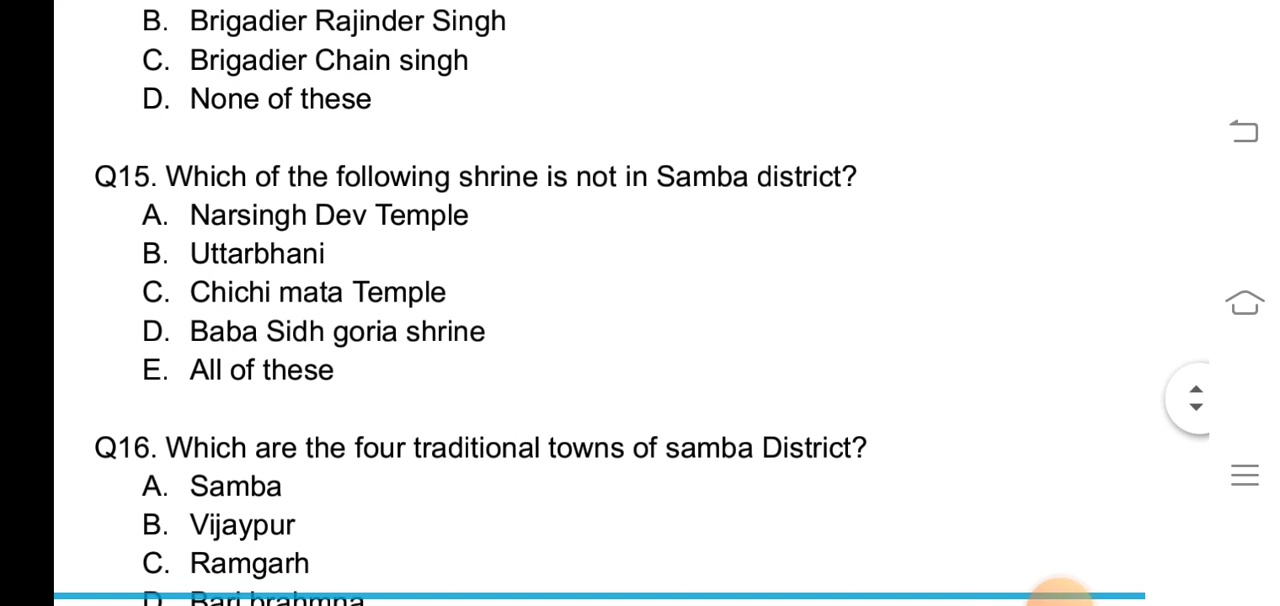 B. Brigadier Rajinder Singh
C. Brigadier Chain singh
D. None of these
Q15. Which of the following shrine is not in Samba district?
A. Narsingh Dev Temple
B. Uttarbhani
C. Chichi mata Temple
D. Baba Sidh goria shrine
E. All of these
Q16. Which are the four traditional towns of samba District?
A. Samba
B. Vijaypur
C. Ramgarh
D. Bari brahmna